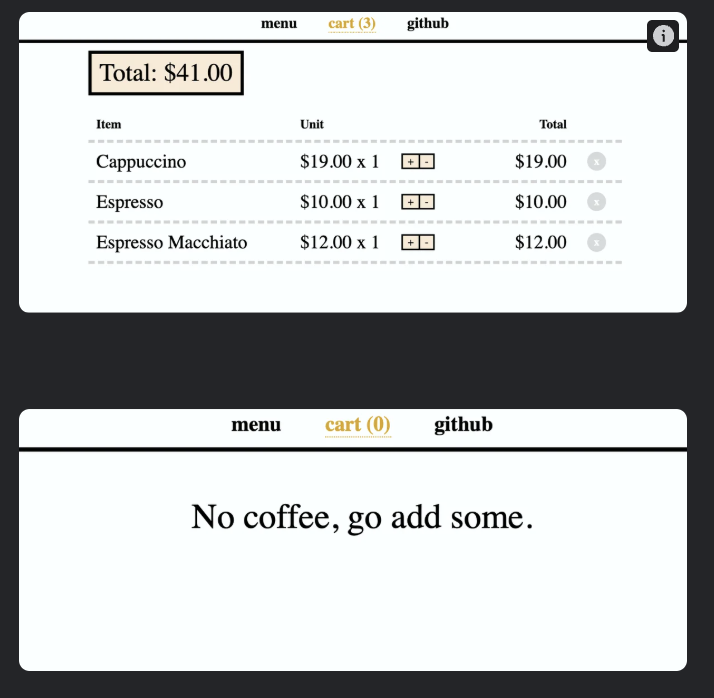 menu cart (3) github
i
Total: $41.00
Item Unit Total
Cappuccino $19.00 x 1 + - $19.00 x
Espresso $10.00 x 1 + - $10.00 x
Espresso Macchiato $12.00 x 1 + - $12.00 x
menu cart (0) github
No coffee, go add some.